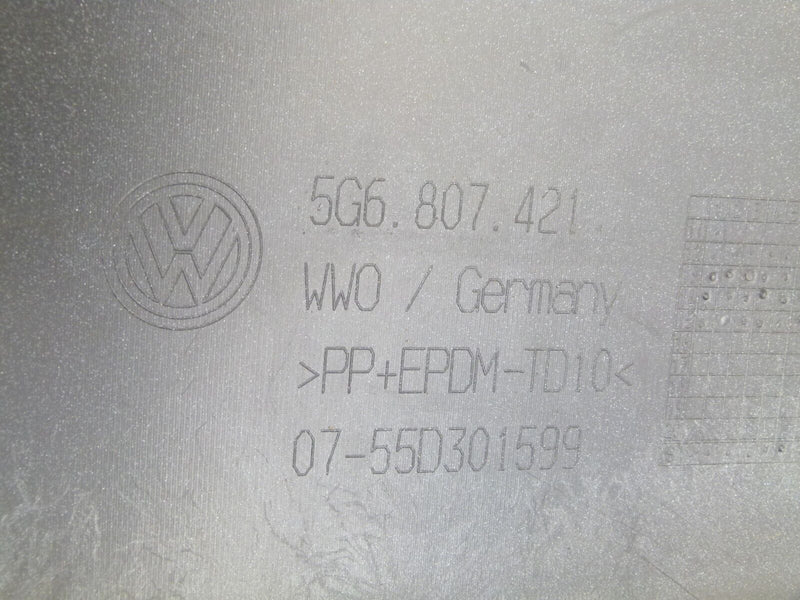 5G6.807.421
WWO / Germany
>PP+EPDM-TD10<
07-55D301599